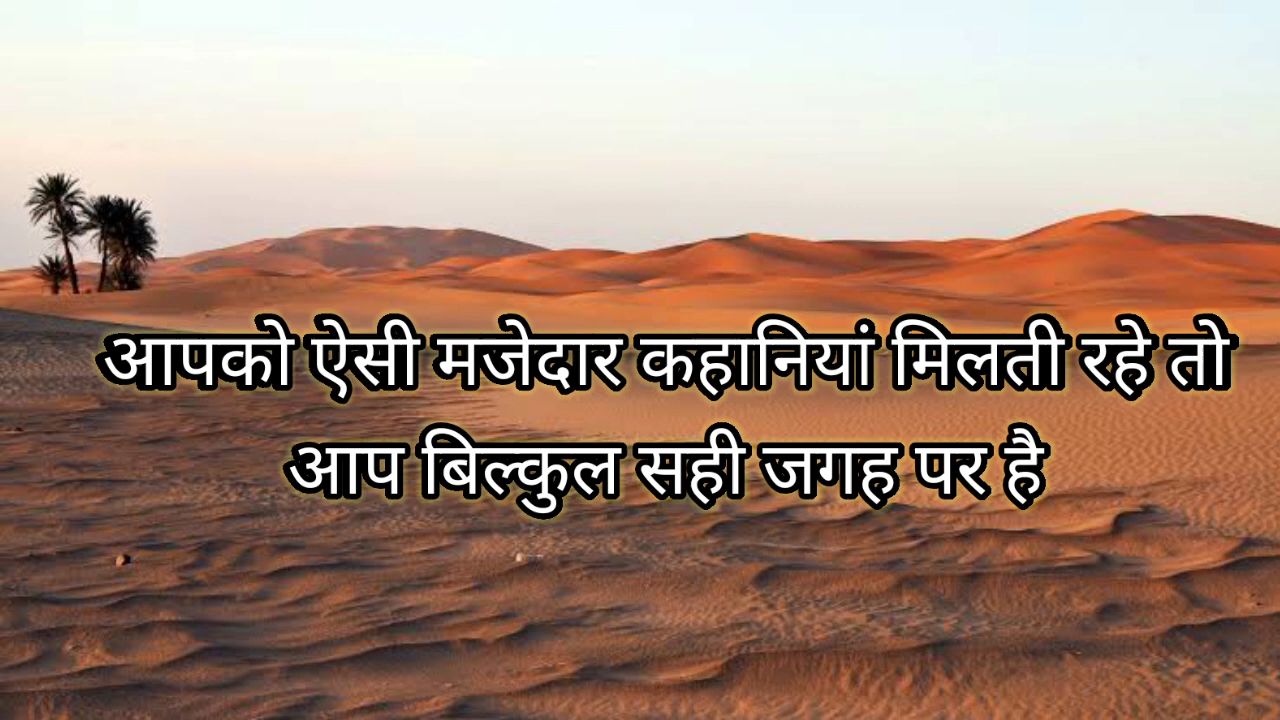 आपको ऐसी मजेदार कहानियां मिलती रहे तो
आप बिल्कुल सही जगह पर है